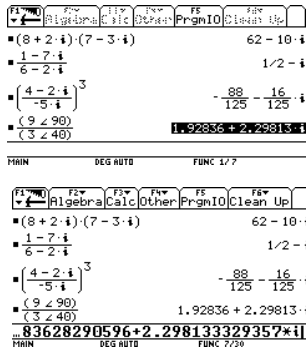 F1 F2 F3 F4 F5 F6
Algebra Calc Other PrgmIO Clean Up
(8 + 2·i)·(7 − 3·i) 62 − 10·i
1 − 7·i
6 − 2·i
1/2 − i
(4 − 2·i
-5·i)3
-88/125 − 16/125·i
(9 ∠ 90)
(3 ∠ 40)
1.92836 + 2.29813·i
MAIN DEG AUTO FUNC 1/7
F1 F2 F3 F4 F5 F6
Algebra Calc Other PrgmIO Clean Up
(8 + 2·i)·(7 − 3·i) 62 − 10·
1 − 7·i
6 − 2·i
1/2 −
(4 − 2·i
-5·i)3
-88/125 − 16/125·
(9 ∠ 90)
(3 ∠ 40)
1.92836 + 2.29813·
…83628290596+2.298133329357*i
MAIN DEG AUTO FUNC 7/30